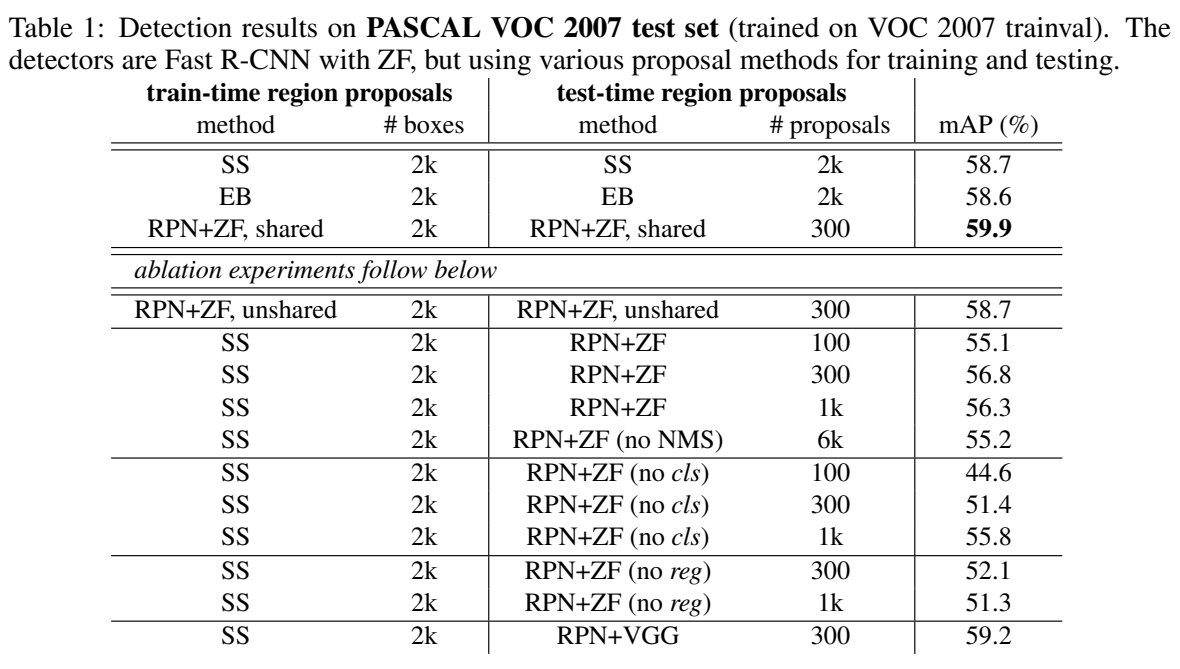 Table 1: Detection results on PASCAL VOC 2007 test set (trained on VOC 2007 trainval). The
detectors are Fast R-CNN with ZF, but using various proposal methods for training and testing.
train-time region proposals test-time region proposals
method # boxes method # proposals mAP (%)
SS 2k SS 2k 58.7
EB 2k EB 2k 58.6
RPN+ZF, shared 2k RPN+ZF, shared 300 59.9
ablation experiments follow below
RPN+ZF, unshared 2k RPN+ZF, unshared 300 58.7
SS 2k RPN+ZF 100 55.1
SS 2k RPN+ZF 300 56.8
SS 2k RPN+ZF 1k 56.3
SS 2k RPN+ZF (no NMS) 6k 55.2
SS 2k RPN+ZF (no cls) 100 44.6
SS 2k RPN+ZF (no cls) 300 51.4
SS 2k RPN+ZF (no cls) 1k 55.8
SS 2k RPN+ZF (no reg) 300 52.1
SS 2k RPN+ZF (no reg) 1k 51.3
SS 2k RPN+VGG 300 59.2